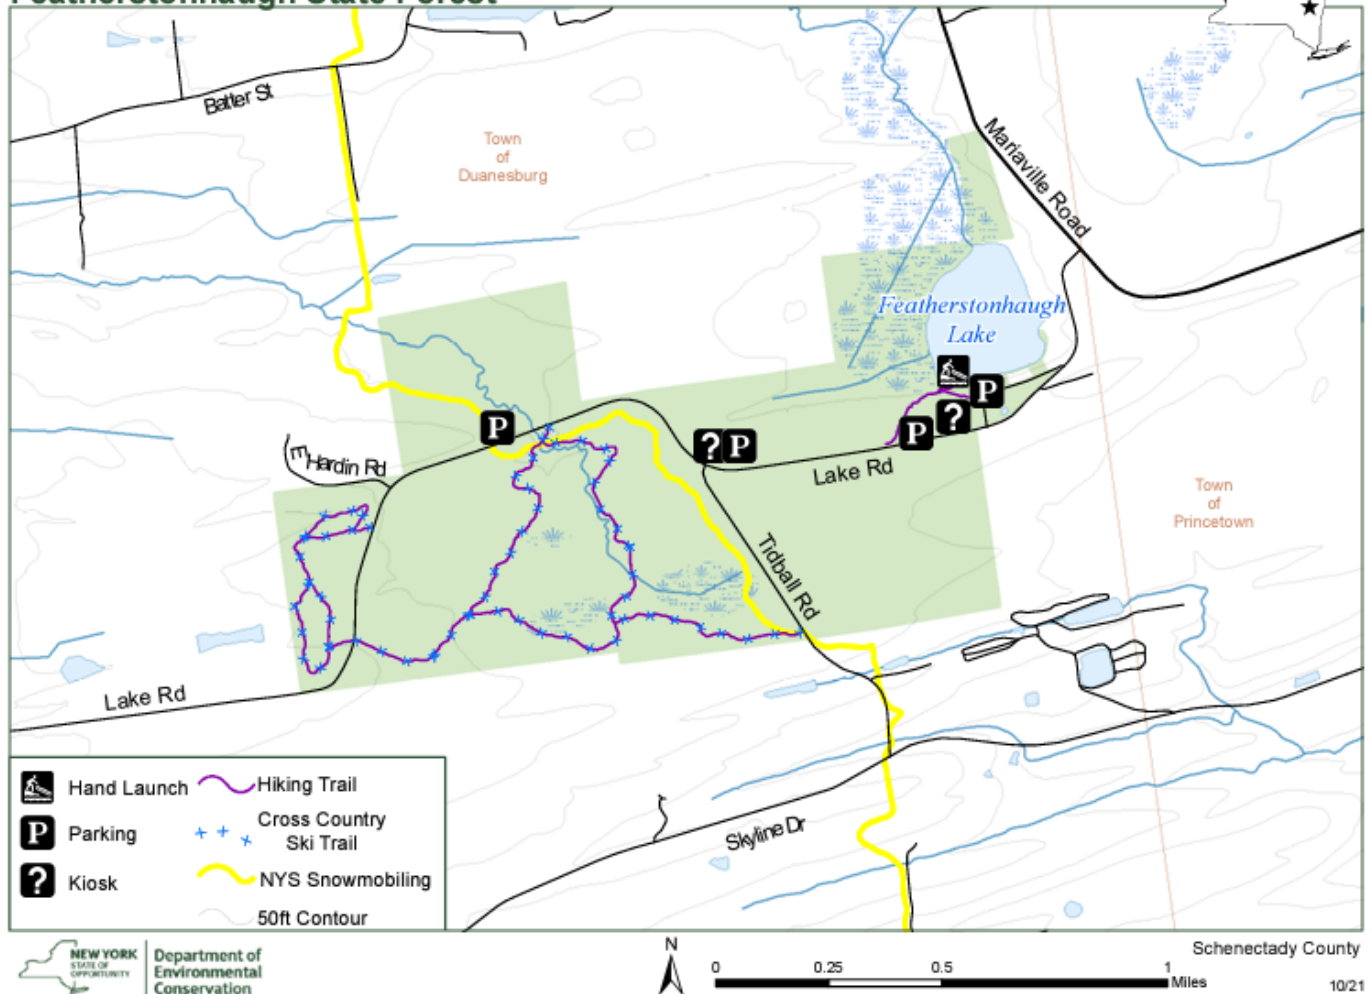 Featherstonhaugh State Forest
Batter St
Town
of
Duanesburg
Mariaville Road
Featherstonhaugh
Lake
P
P
?
P
? P
Lake Rd
E Hardin Rd
Town
of
Princetown
Tidball Rd
Lake Rd
Skyline Dr
Hand Launch
Hiking Trail
P Parking
Cross Country
Ski Trail
? Kiosk
NYS Snowmobiling
50ft Contour
NEW YORK
STATE OF
OPPORTUNITY
Department of
Environmental
Conservation
N
0 0.25 0.5 1
Miles
Schenectady County
10/21